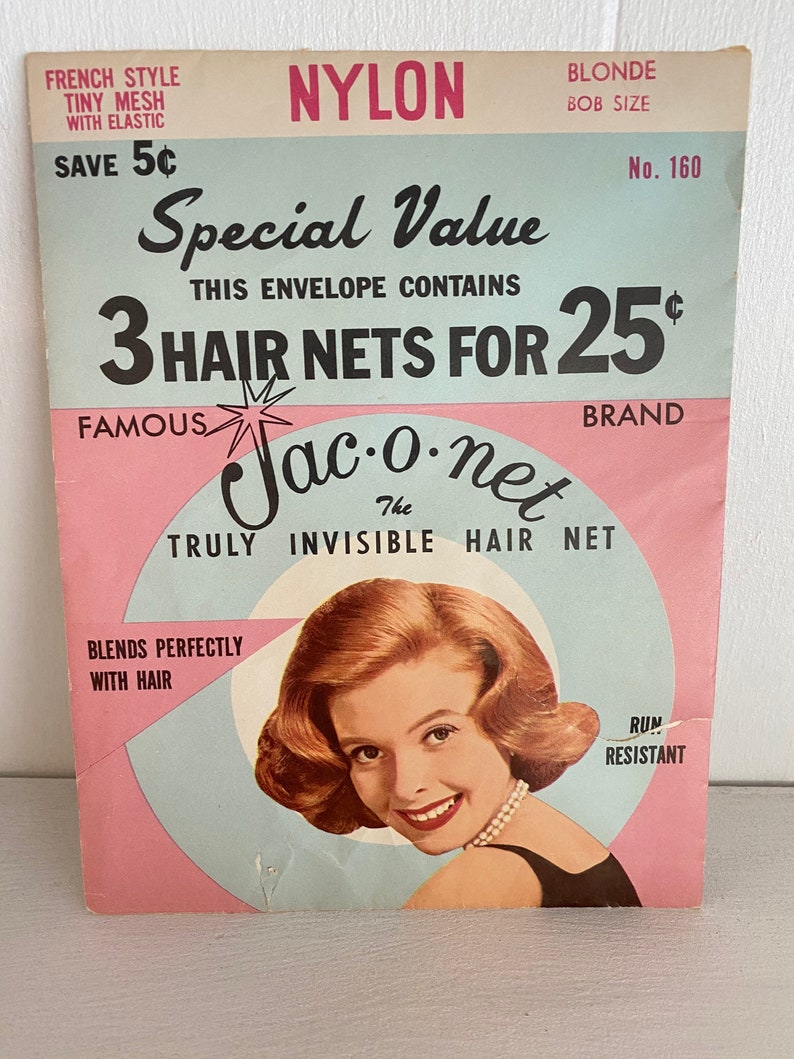 FRENCH STYLE
TINY MESH
WITH ELASTIC
NYLON
BLONDE
BOB SIZE
SAVE 5¢
No. 160
Special Value
THIS ENVELOPE CONTAINS
3 HAIR NETS FOR 25¢
FAMOUS
BRAND
Jac·o·net
The
TRULY INVISIBLE HAIR NET
BLENDS PERFECTLY
WITH HAIR
RUN
RESISTANT